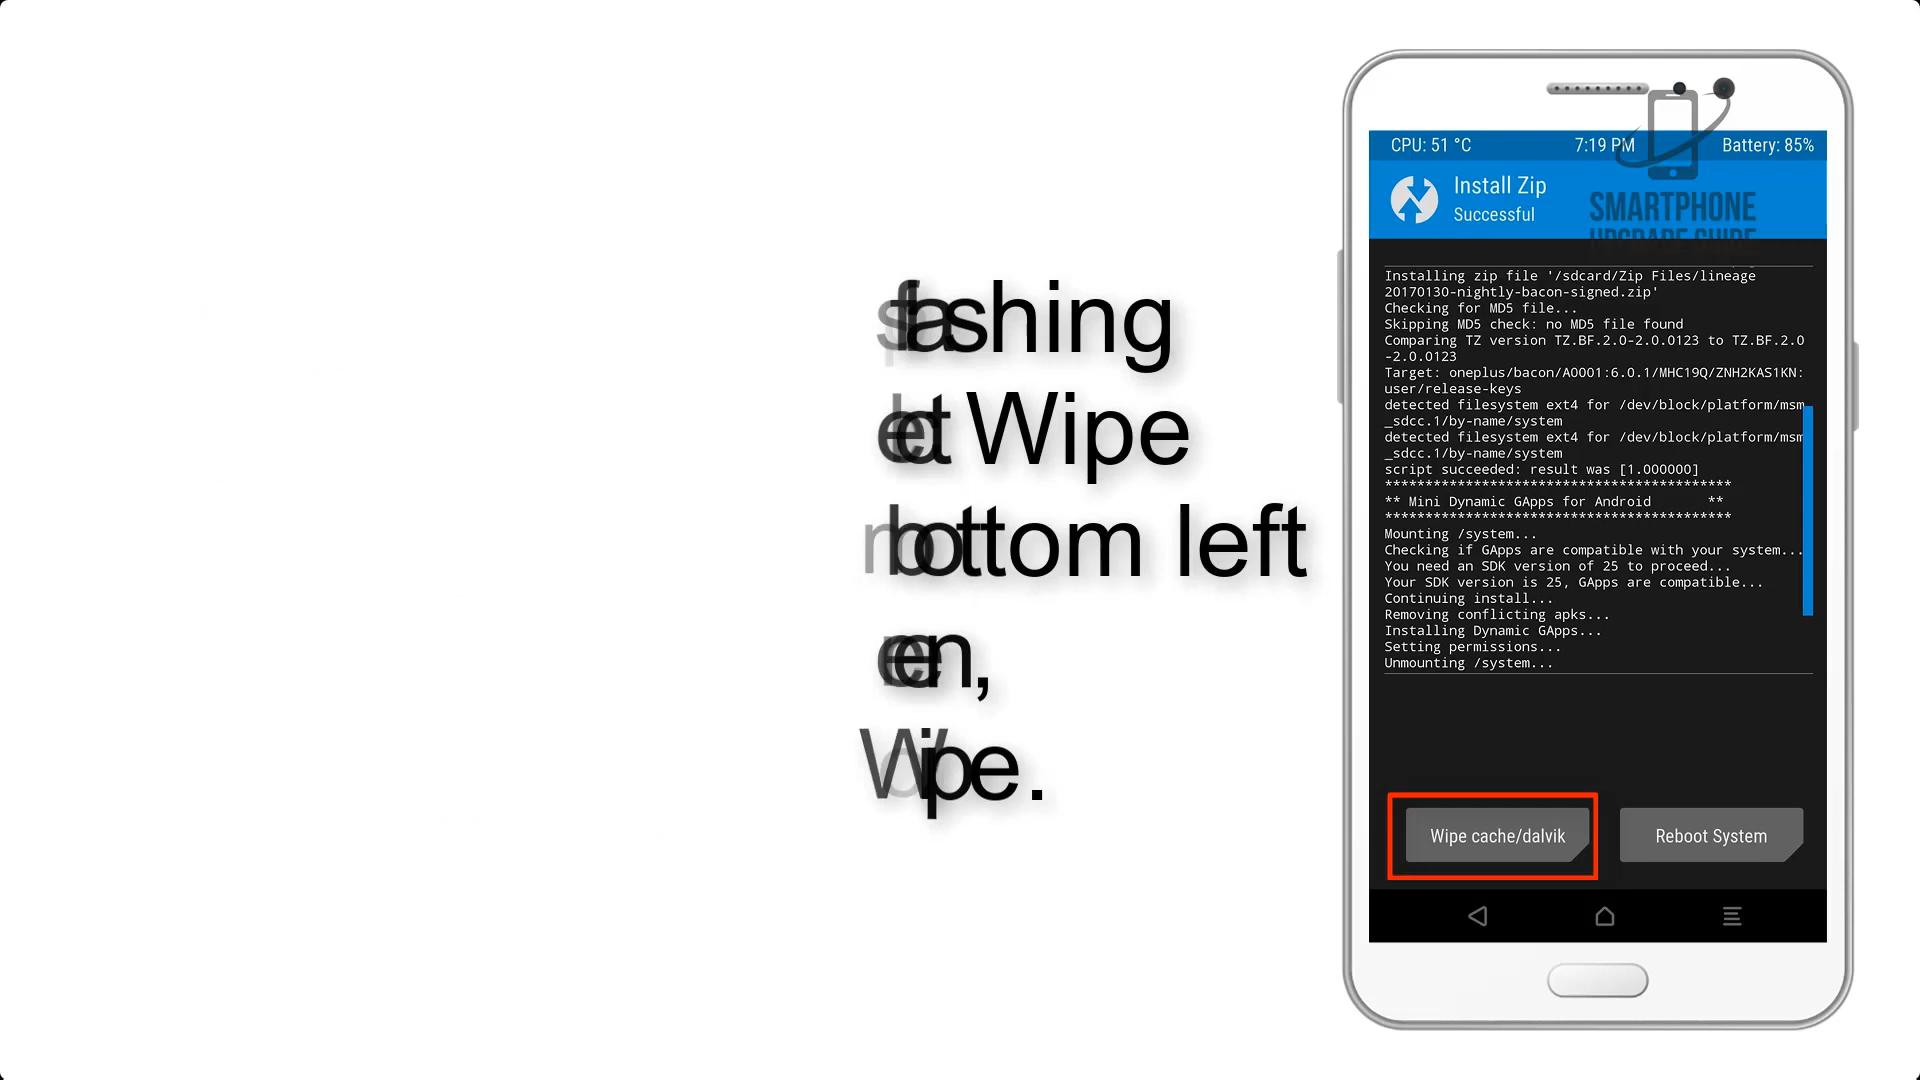 flashing
Wipe
bottom left
Wipe.
CPU: 51 °C 7:19 PM Battery: 85%
Install Zip
Successful
SMARTPHONE
UPGRADE GUIDE
Installing zip file '/sdcard/Zip Files/lineage
20170130-nightly-bacon-signed.zip'
Checking for MD5 file...
Skipping MD5 check: no MD5 file found
Comparing TZ version TZ.BF.2.0-2.0.0123 to TZ.BF.2.0
-2.0.0123
Target: oneplus/bacon/A0001:6.0.1/MHC19Q/ZNH2KAS1KN:
user/release-keys
detected filesystem ext4 for /dev/block/platform/msm
_sdcc.1/by-name/system
detected filesystem ext4 for /dev/block/platform/msm
_sdcc.1/by-name/system
script succeeded: result was [1.000000]
*******************************************
** Mini Dynamic GApps for Android **
*******************************************
Mounting /system...
Checking if GApps are compatible with your system...
You need an SDK version of 25 to proceed...
Your SDK version is 25, GApps are compatible...
Continuing install...
Removing conflicting apks...
Installing Dynamic GApps...
Setting permissions...
Unmounting /system...
Wipe cache/dalvik
Reboot System